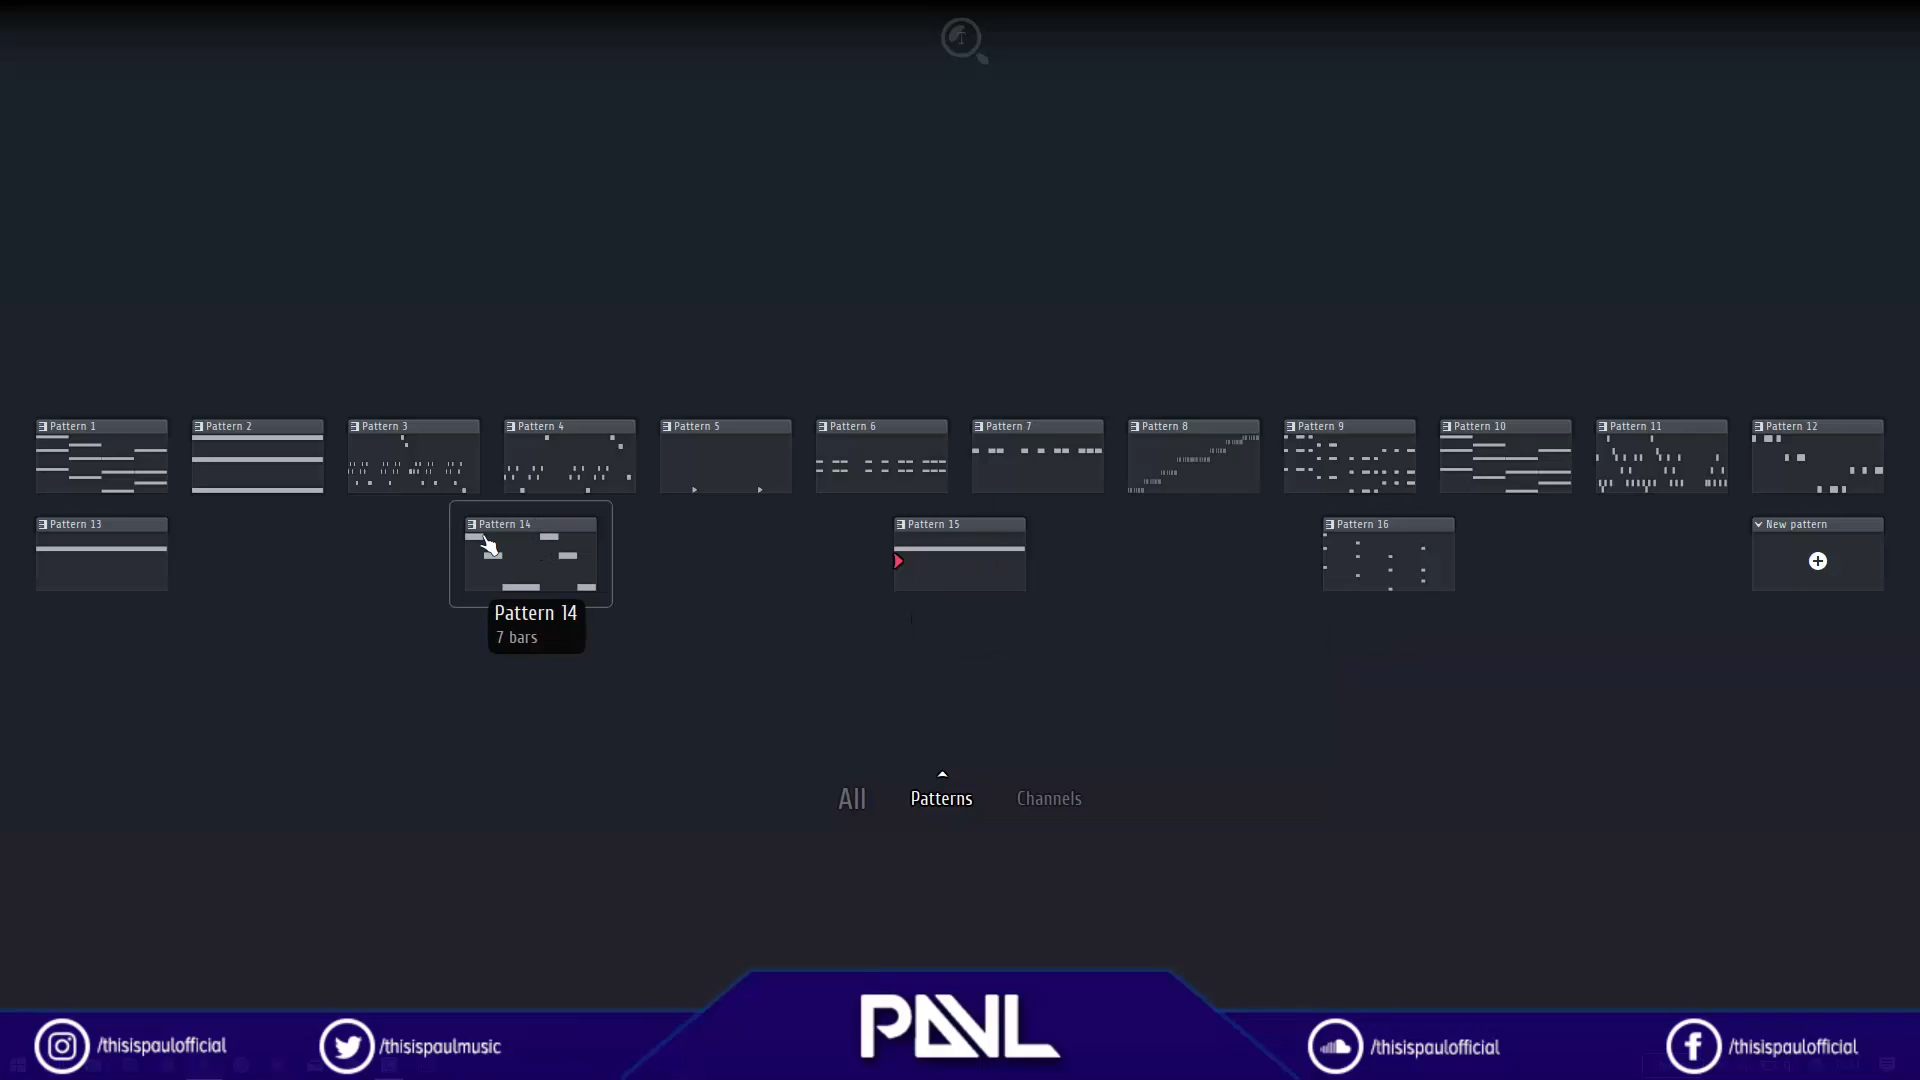 T
Pattern 1
Pattern 2
Pattern 3
Pattern 4
Pattern 5
Pattern 6
Pattern 7
Pattern 8
Pattern 9
Pattern 10
Pattern 11
Pattern 12
Pattern 13
Pattern 14
Pattern 15
Pattern 16
New pattern
Pattern 14
7 bars
All
Patterns
Channels
PAVL
/thisispaulofficial
/thisispaulmusic
/thisispaulofficial
/thisispaulofficial